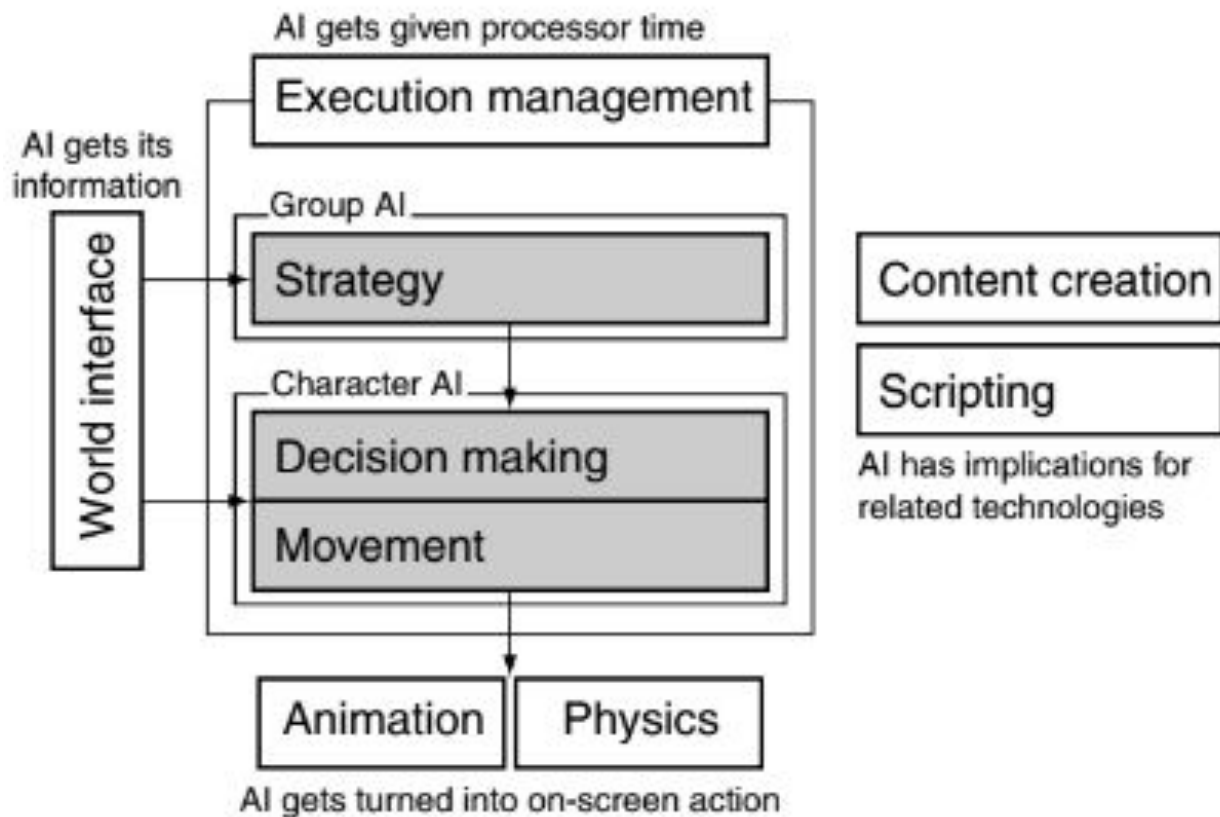 AI gets given processor time
Execution management
AI gets its
information
World interface
Group AI
Strategy
Character AI
Decision making
Movement
Animation
Physics
AI gets turned into on-screen action
Content creation
Scripting
AI has implications for
related technologies